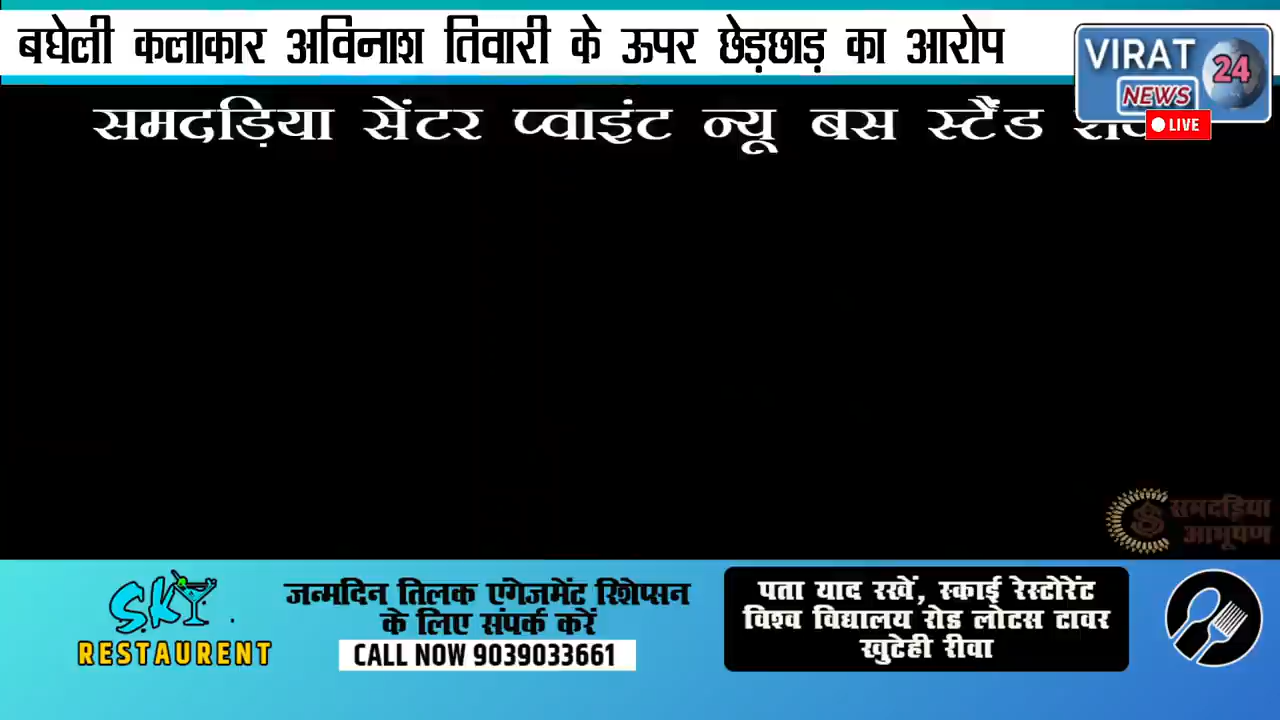 बघेली कलाकार अविनाश तिवारी के ऊपर छेड़छाड़ का आरोप
VIRAT
24
NEWS
LIVE
समदड़िया सेंटर प्वाइंट न्यू बस स्टैंड
समदड़िया
आभूषण
SKY
RESTAURENT
जन्मदिन तिलक एंगेजमेंट रिशेप्सन
के लिए संपर्क करें
CALL NOW 9039033661
पता याद रखें, स्काई रेस्टोरेंट
विश्व विद्यालय रोड लोटस टावर
खुटेही रीवा